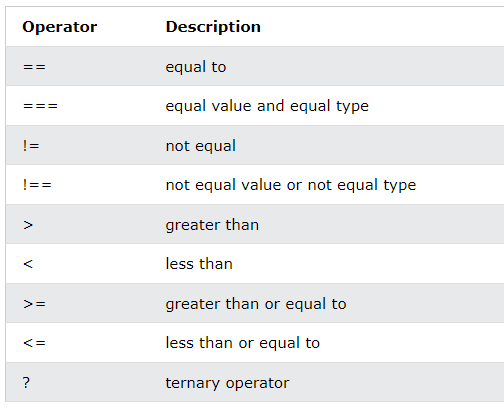 Operator Description
== equal to
=== equal value and equal type
!= not equal
!== not equal value or not equal type
> greater than
< less than
>= greater than or equal to
<= less than or equal to
? ternary operator